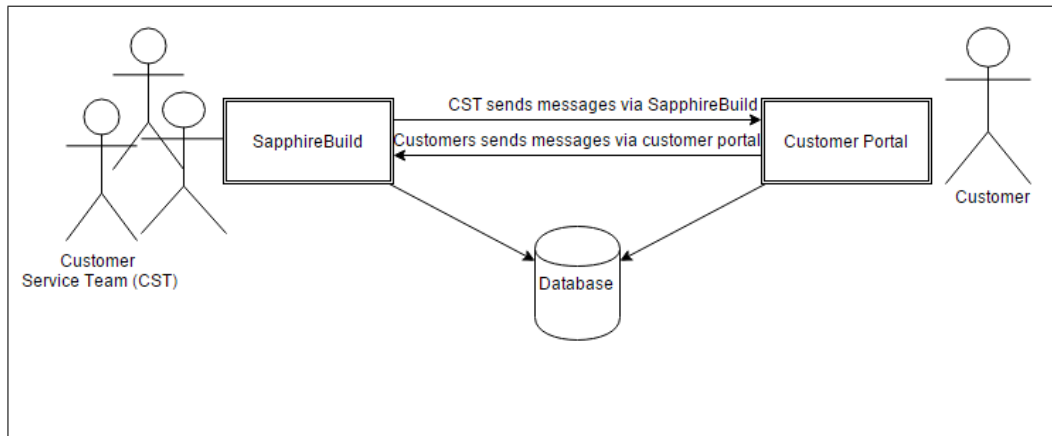 CST sends messages via SapphireBuild
SapphireBuild
Customers sends messages via customer portal
Customer Portal
Customer
Customer
Service Team (CST)
Database